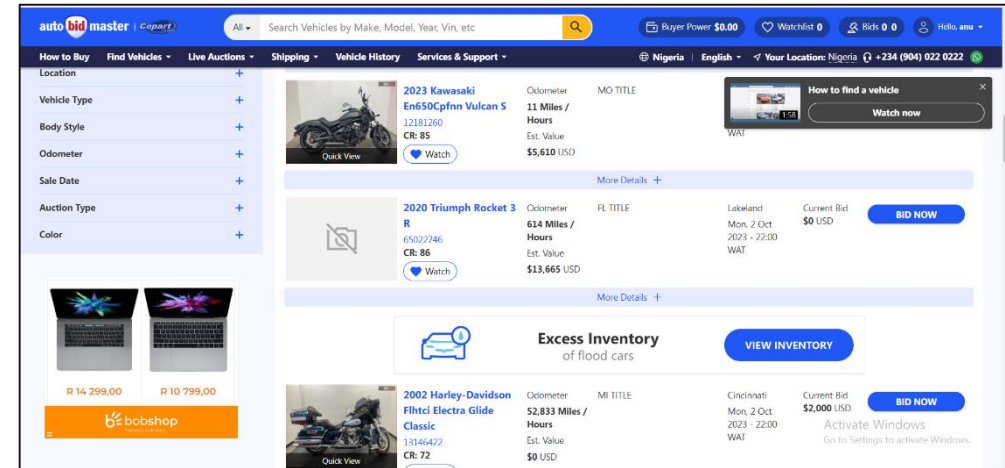 auto bid master | Copart
All
Search Vehicles by Make, Model, Year, Vin, etc
Buyer Power $0.00
Watchlist 0
Bids 0 0
Hello, anu
How to Buy
Find Vehicles
Live Auctions
Shipping
Vehicle History
Services & Support
Nigeria | English
Your Location: Nigeria
+234 (904) 022 0222
Location +
Vehicle Type +
Body Style +
Odometer +
Sale Date +
Auction Type +
Color +
R 14 299,00
R 10 799,00
bobshop
Quick View
2023 Kawasaki
En650Cpfnn Vulcan S
12181260
CR: 85
Watch
Odometer
11 Miles /
Hours
Est. Value
$5,610 USD
MO TITLE
WAT
How to find a vehicle
×
1:56
Watch now
More Details +
2020 Triumph Rocket 3
R
65022746
CR: 86
Watch
Odometer
614 Miles /
Hours
Est. Value
$13,665 USD
FL TITLE
Lakeland
Mon, 2 Oct
2023 - 22:00
WAT
Current Bid
$0 USD
BID NOW
More Details +
Excess Inventory
of flood cars
VIEW INVENTORY
Quick View
2002 Harley-Davidson
Flhtci Electra Glide
Classic
13146422
CR: 72
Odometer
52,833 Miles /
Hours
Est. Value
$0 USD
MI TITLE
Cincinnati
Mon, 2 Oct
2023 - 22:00
WAT
Current Bid
$2,000 USD
BID NOW
Activate Windows
Go to Settings to activate Windows.